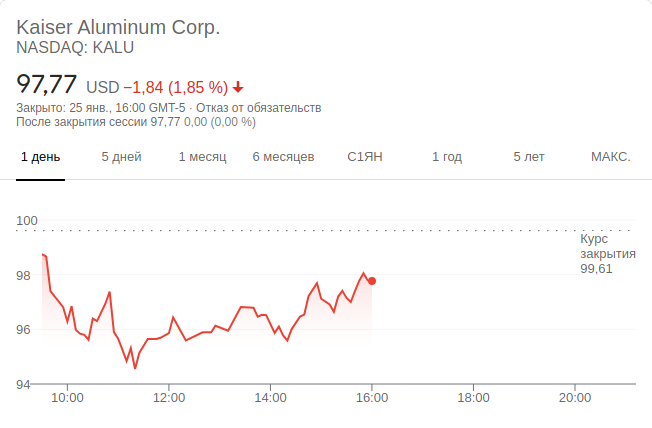 Kaiser Aluminum Corp.
NASDAQ: KALU
97,77 USD −1,84 (1,85 %)
Закрыто: 25 янв., 16:00 GMT-5 · Отказ от обязательств
После закрытия сессии 97,77 0,00 (0,00 %)
1 день 5 дней 1 месяц 6 месяцев С1ЯН 1 год 5 лет МАКС.
100
Курс
закрытия
99,61
98
96
94
10:00 12:00 14:00 16:00 18:00 20:00